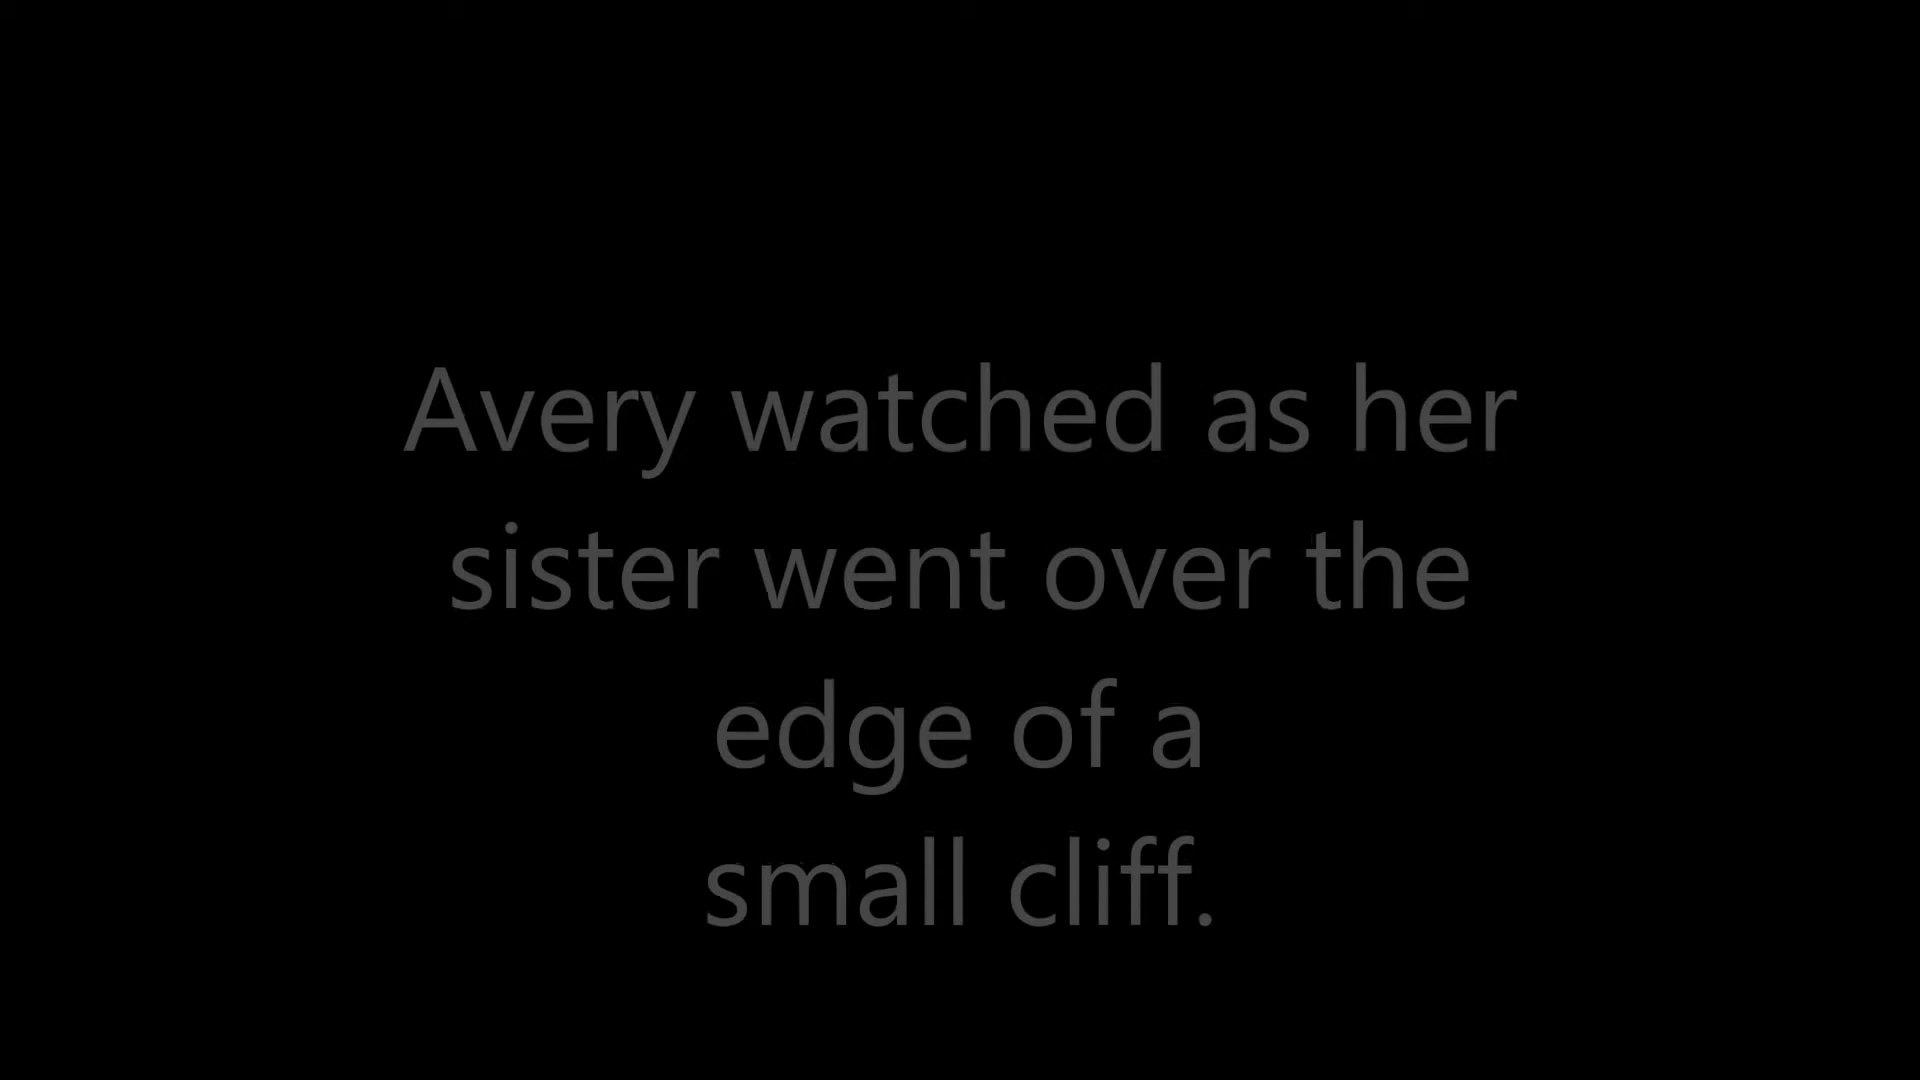 Avery watched as her
sister went over the
edge of a
small cliff.